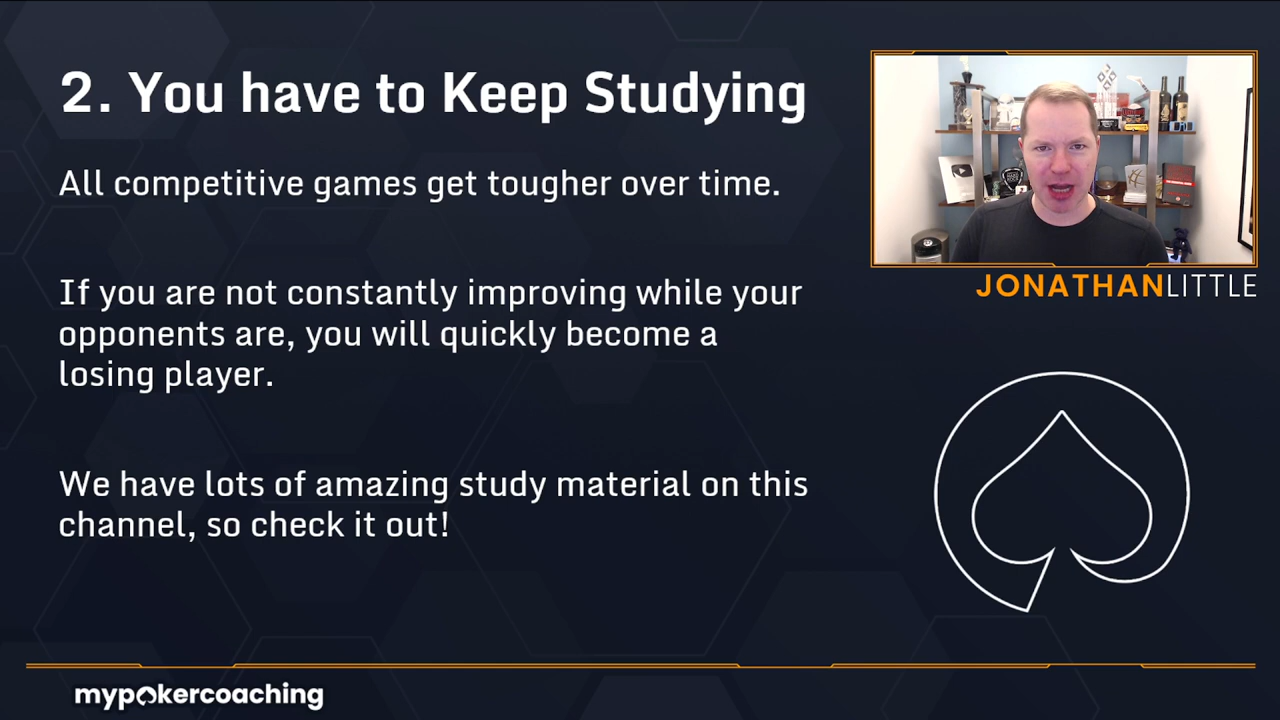 2. You have to Keep Studying
All competitive games get tougher over time.
If you are not constantly improving while your
opponents are, you will quickly become a
losing player.
We have lots of amazing study material on this
channel, so check it out!
JONATHANLITTLE
mypokercoaching